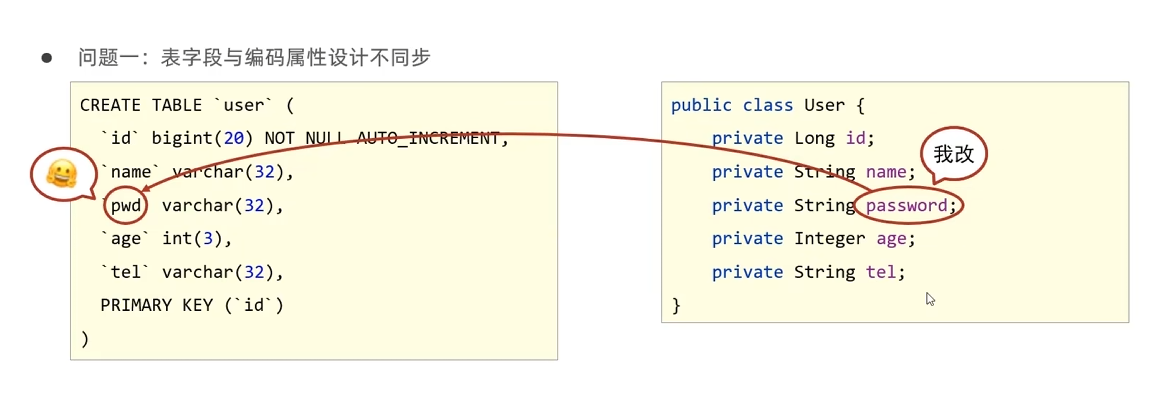 ● 问题一：表字段与编码属性设计不同步
CREATE TABLE `user` (
`id` bigint(20) NOT NULL AUTO_INCREMENT,
`name` varchar(32),
`pwd` varchar(32),
`age` int(3),
`tel` varchar(32),
PRIMARY KEY (`id`)
)
public class User {
private Long id;
我改
private String name;
private String password;
private Integer age;
private String tel;
}